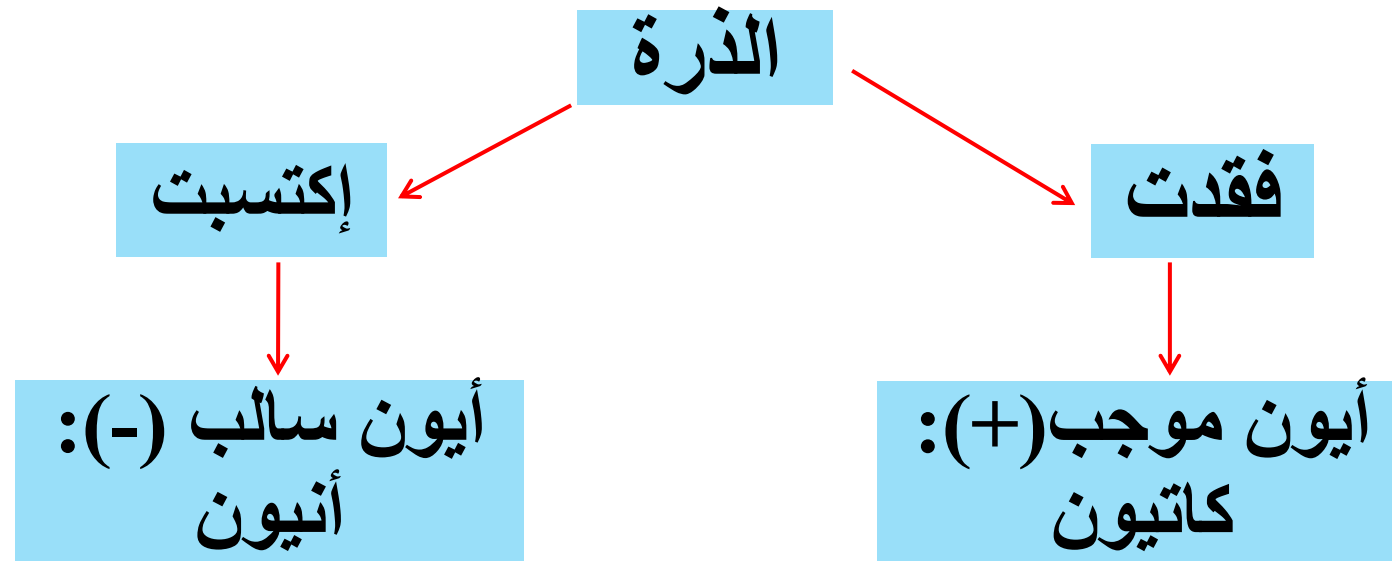 الذرة
فقدت
إكتسبت
أيون موجب(+):
كاتيون
أيون سالب (-):
أنيون